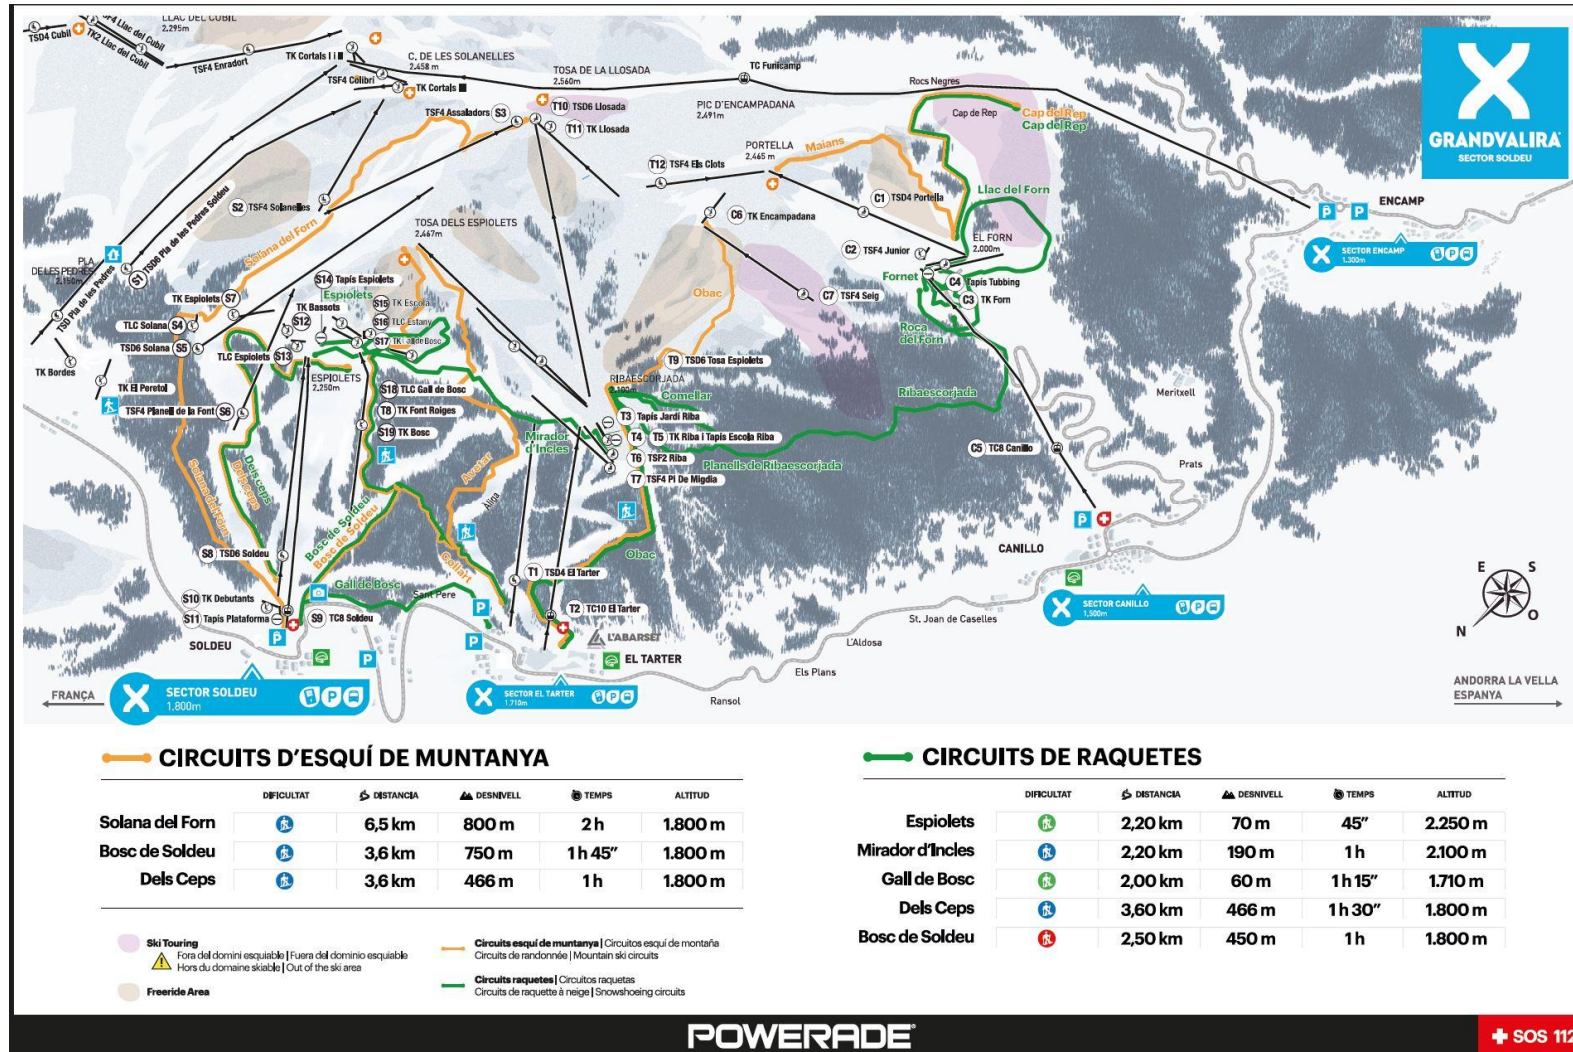 LLAC DEL CUBIL
2.295m
TSD4 Cubil
TSF4 Llac del Cubil
TK2 Llac del Cubil
TSF4 Enradort
TK Cortals I i II
TSF4 Colibrí
TK Cortals III
C. DE LES SOLANELLES
2.458 m
TOSA DE LA LLOSADA
2.560m
TC Funicamp
Rocs Negres
TSF4 Assaladors S3
T10 TSD6 Llosada
T11 TK Llosada
PIC D'ENCAMPADANA
2.491m
Cap de Rep
Cap del Rep
Cap del Rep
GRANDVALIRA
SECTOR SOLDEU
PORTELLA
2.465 m
Maians
T12 TSF4 Els Clots
C1 TSD4 Portella
Llac del Forn
ENCAMP
SECTOR ENCAMP
1.300m
S2 TSF4 Solanelles
Solana del Forn
TOSA DELS ESPIOLETS
2.467m
C6 TK Encampadana
C2 TSF4 Junior
EL FORN
2.000m
PLA
DE LES PEDRES
2.150m
TSD Pla de les Pedres
S1 TSD6 Pla de les Pedres Soldeu
S14 Tapís Espiolets
Espiolets
TK Espiolets S7
TK Bassots
S12
S15 TK Escola
S16 TLC Estany
S17 TK Gall de Bosc
Obac
C7 TSF4 Seig
Fornet
C4 Tapís Tubbing
C3 TK Forn
Roca
del Forn
TLC Solana S4
TSD6 Solana S5
TLC Espiolets S13
T9 TSD6 Tosa Espiolets
TK Bordes
TK El Peretol
TSF4 Planell de la Font S6
ESPIOLETS
2.250m
S18 TLC Gall de Bosc
T8 TK Font Roiges
S19 TK Bosc
RIBAESCORJADA
2.100m
Comellar
Ribaescorjada
Meritxell
T3 Tapís Jardí Riba
T4 T5 TK Riba i Tapís Escola Riba
T6 TSF2 Riba
T7 TSF4 Pi De Migdia
Mirador
d'Incles
Planells de Ribaescorjada
C5 TC8 Canillo
Prats
Solana del Forn
Dels ceps
Dels ceps
Avetar
Àliga
Bosc de Soldeu
Bosc de Soldeu
Collart
Obac
CANILLO
S8 TSD6 Soldeu
T1 TSD4 El Tarter
Gall de Bosc
Sant Pere
S10 TK Debutants
S11 Tapís Plataforma
S9 TC8 Soldeu
T2 TC10 El Tarter
L'ABARSET
EL TARTER
SOLDEU
SECTOR CANILLO
1.500m
St. Joan de Caselles
L'Aldosa
Els Plans
Ransol
E S
N O
FRANÇA
SECTOR SOLDEU
1.800m
SECTOR EL TARTER
1.710m
ANDORRA LA VELLA
ESPANYA
CIRCUITS D'ESQUÍ DE MUNTANYA
DIFICULTAT DISTANCIA DESNIVELL TEMPS ALTITUD
Solana del Forn 6,5 km 800 m 2 h 1.800 m
Bosc de Soldeu 3,6 km 750 m 1 h 45’’ 1.800 m
Dels Ceps 3,6 km 466 m 1 h 1.800 m
CIRCUITS DE RAQUETES
DIFICULTAT DISTANCIA DESNIVELL TEMPS ALTITUD
Espiolets 2,20 km 70 m 45’’ 2.250 m
Mirador d'Incles 2,20 km 190 m 1 h 2.100 m
Gall de Bosc 2,00 km 60 m 1 h 15’’ 1.710 m
Dels Ceps 3,60 km 466 m 1 h 30’’ 1.800 m
Bosc de Soldeu 2,50 km 450 m 1 h 1.800 m
Ski Touring
Fora del domini esquiable | Fuera del dominio esquiable
Hors du domaine skiable | Out of the ski area
Freeride Area
Circuits esquí de muntanya | Circuitos esquí de montaña
Circuits de randonnée | Mountain ski circuits
Circuits raquetes | Circuitos raquetas
Circuits de raquette à neige | Snowshoeing circuits
POWERADE
SOS 112